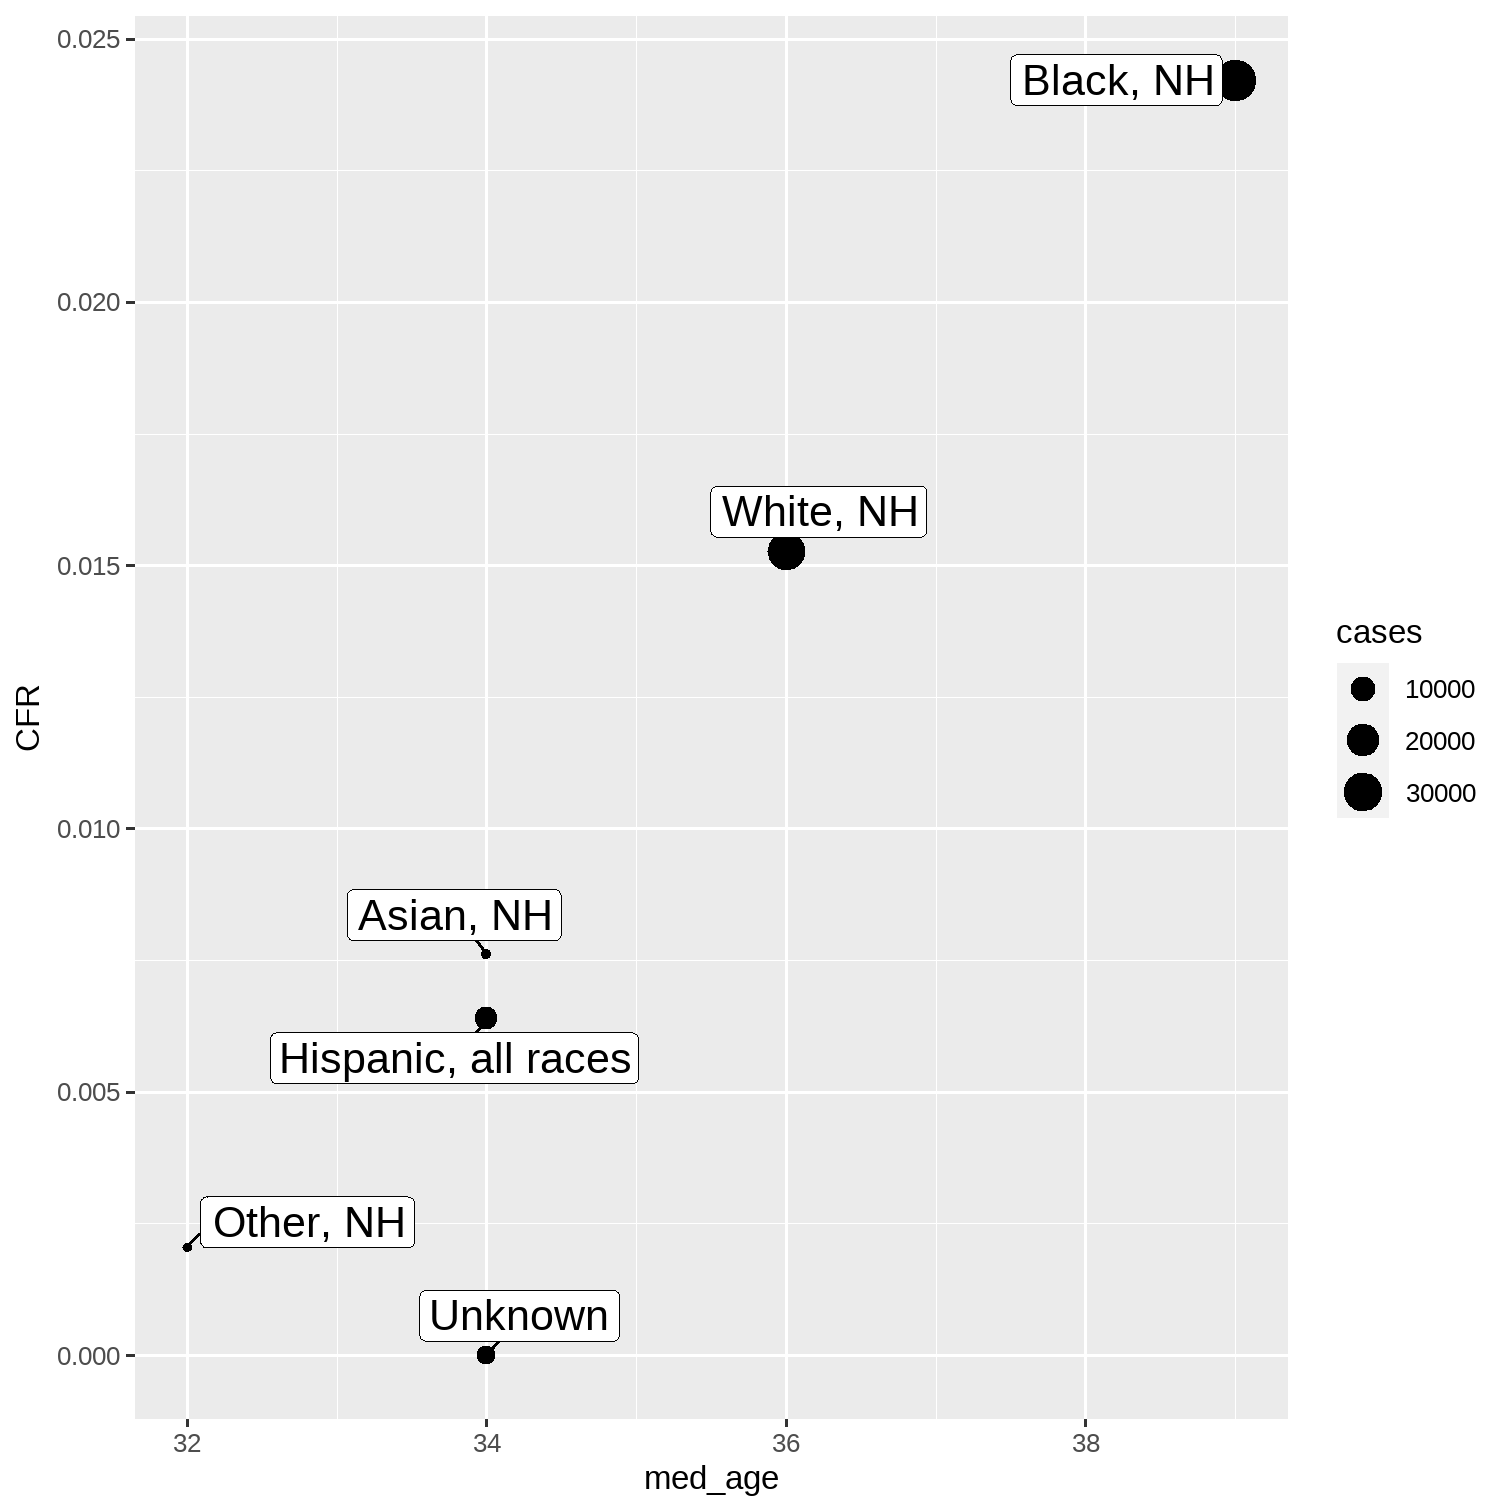 0.025
Black, NH
0.020
White, NH
0.015
CFR
cases
10000
20000
30000
0.010
Asian, NH
Hispanic, all races
0.005
Other, NH
Unknown
0.000
32 34 36 38
med_age